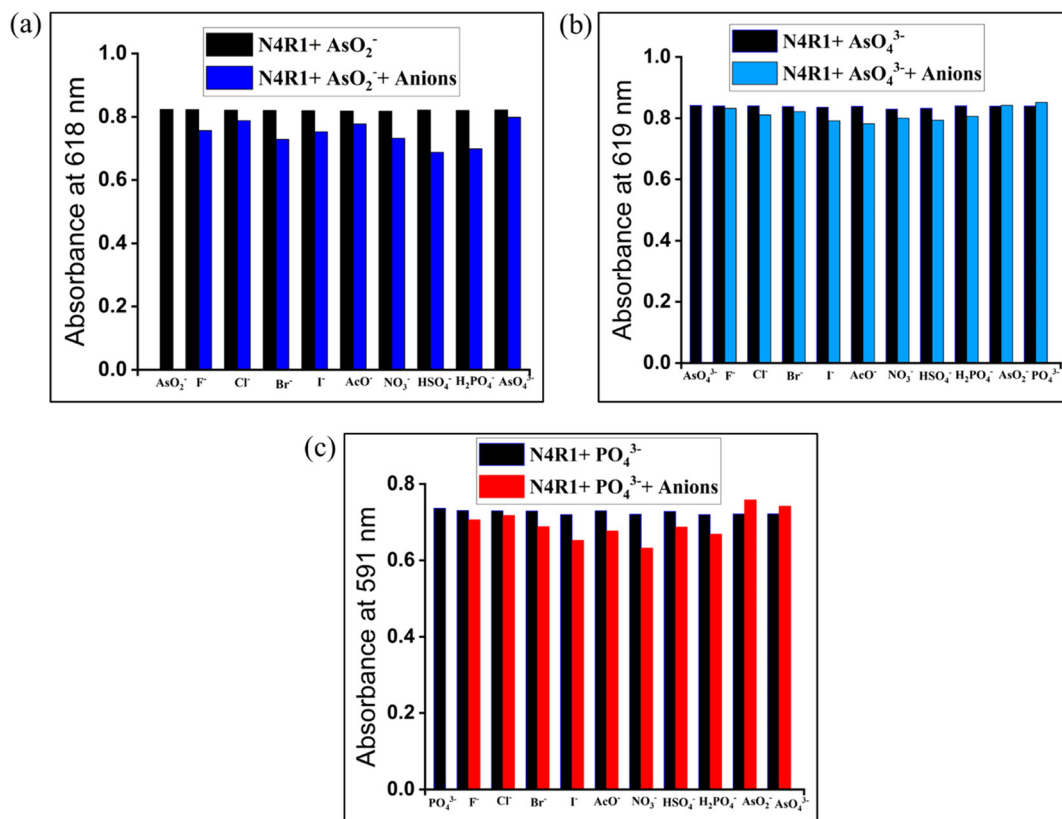 (a)
N4R1+ AsO₂⁻
N4R1+ AsO₂⁻+ Anions
Absorbance at 618 nm
1.0
0.8
0.6
0.4
0.2
0.0
AsO₂⁻ F⁻ Cl⁻ Br⁻ I⁻ AcO⁻ NO₃⁻ HSO₄⁻ H₂PO₄⁻ AsO₄³⁻
(b)
N4R1+ AsO₄³⁻
N4R1+ AsO₄³⁻+ Anions
Absorbance at 619 nm
1.0
0.8
0.6
0.4
0.2
0.0
AsO₄³⁻ F⁻ Cl⁻ Br⁻ I⁻ AcO⁻ NO₃⁻ HSO₄⁻ H₂PO₄⁻ AsO₂⁻ PO₄³⁻
(c)
N4R1+ PO₄³⁻
N4R1+ PO₄³⁻+ Anions
Absorbance at 591 nm
0.8
0.6
0.4
0.2
0.0
PO₄³⁻ F⁻ Cl⁻ Br⁻ I⁻ AcO⁻ NO₃⁻ HSO₄⁻ H₂PO₄⁻ AsO₂⁻ AsO₄³⁻